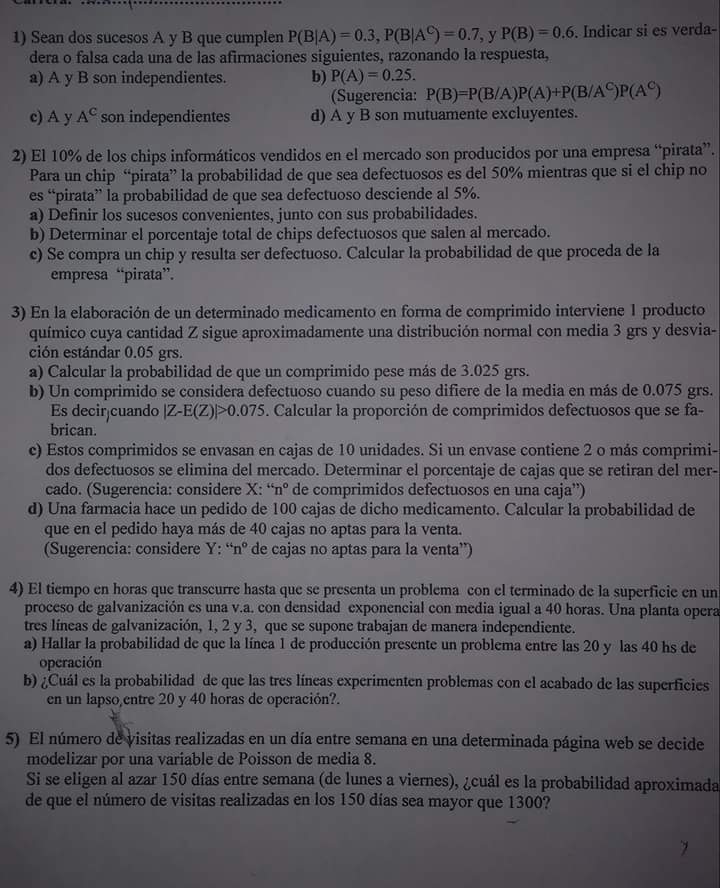 1) Sean dos sucesos A y B que cumplen P(B|A) = 0.3, P(B|Aᶜ) = 0.7, y P(B) = 0.6. Indicar si es verda-
dera o falsa cada una de las afirmaciones siguientes, razonando la respuesta,
a) A y B son independientes. b) P(A) = 0.25.
(Sugerencia: P(B)=P(B/A)P(A)+P(B/Aᶜ)P(Aᶜ)
c) A y Aᶜ son independientes d) A y B son mutuamente excluyentes.
2) El 10% de los chips informáticos vendidos en el mercado son producidos por una empresa “pirata”.
Para un chip “pirata” la probabilidad de que sea defectuosos es del 50% mientras que si el chip no
es “pirata” la probabilidad de que sea defectuoso desciende al 5%.
a) Definir los sucesos convenientes, junto con sus probabilidades.
b) Determinar el porcentaje total de chips defectuosos que salen al mercado.
c) Se compra un chip y resulta ser defectuoso. Calcular la probabilidad de que proceda de la
empresa “pirata”.
3) En la elaboración de un determinado medicamento en forma de comprimido interviene 1 producto
químico cuya cantidad Z sigue aproximadamente una distribución normal con media 3 grs y desvia-
ción estándar 0.05 grs.
a) Calcular la probabilidad de que un comprimido pese más de 3.025 grs.
b) Un comprimido se considera defectuoso cuando su peso difiere de la media en más de 0.075 grs.
Es decir, cuando |Z-E(Z)|>0.075. Calcular la proporción de comprimidos defectuosos que se fa-
brican.
c) Estos comprimidos se envasan en cajas de 10 unidades. Si un envase contiene 2 o más comprimi-
dos defectuosos se elimina del mercado. Determinar el porcentaje de cajas que se retiran del mer-
cado. (Sugerencia: considere X: “nº de comprimidos defectuosos en una caja”)
d) Una farmacia hace un pedido de 100 cajas de dicho medicamento. Calcular la probabilidad de
que en el pedido haya más de 40 cajas no aptas para la venta.
(Sugerencia: considere Y: “nº de cajas no aptas para la venta”)
4) El tiempo en horas que transcurre hasta que se presenta un problema con el terminado de la superficie en un
proceso de galvanización es una v.a. con densidad exponencial con media igual a 40 horas. Una planta opera
tres líneas de galvanización, 1, 2 y 3, que se supone trabajan de manera independiente.
a) Hallar la probabilidad de que la línea 1 de producción presente un problema entre las 20 y las 40 hs de
operación
b) ¿Cuál es la probabilidad de que las tres líneas experimenten problemas con el acabado de las superficies
en un lapso, entre 20 y 40 horas de operación?.
5) El número de visitas realizadas en un día entre semana en una determinada página web se decide
modelizar por una variable de Poisson de media 8.
Si se eligen al azar 150 días entre semana (de lunes a viernes), ¿cuál es la probabilidad aproximada
de que el número de visitas realizadas en los 150 días sea mayor que 1300?